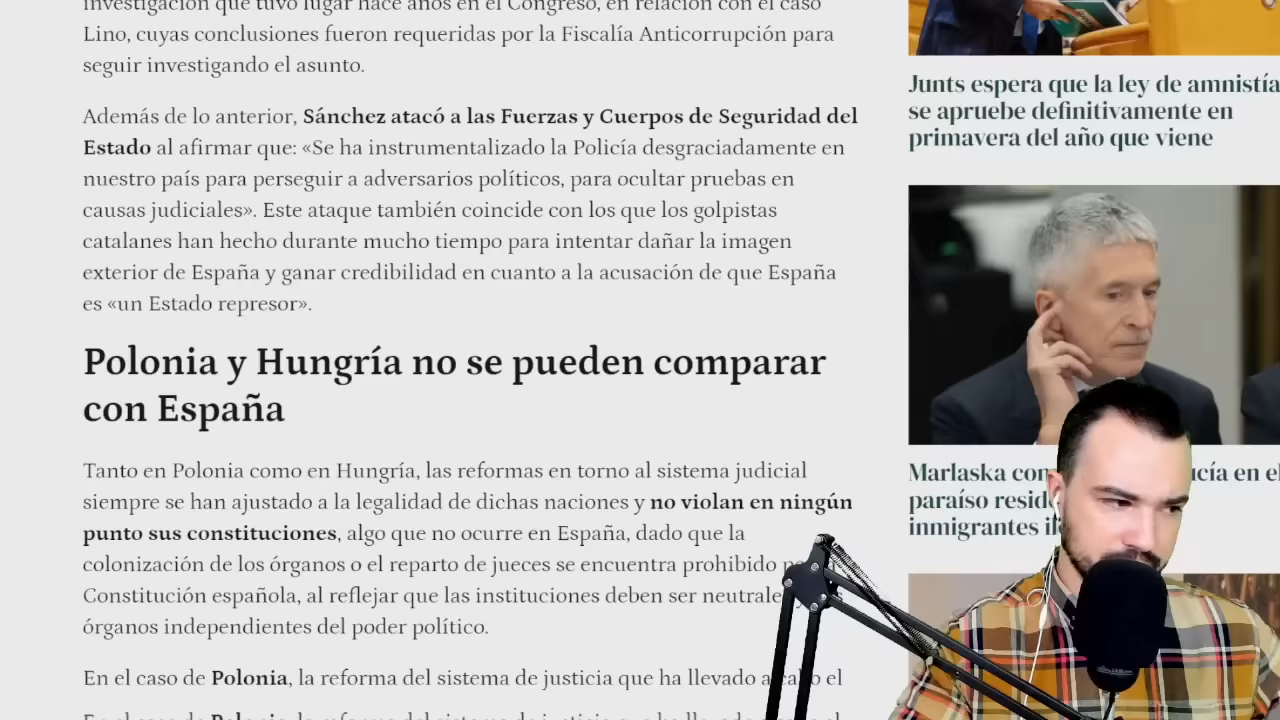 investigación que tuvo lugar hace años en el Congreso, en relación con el caso
Lino, cuyas conclusiones fueron requeridas por la Fiscalía Anticorrupción para
seguir investigando el asunto.
Además de lo anterior, Sánchez atacó a las Fuerzas y Cuerpos de Seguridad del
Estado al afirmar que: «Se ha instrumentalizado la Policía desgraciadamente en
nuestro país para perseguir a adversarios políticos, para ocultar pruebas en
causas judiciales». Este ataque también coincide con los que los golpistas
catalanes han hecho durante mucho tiempo para intentar dañar la imagen
exterior de España y ganar credibilidad en cuanto a la acusación de que España
es «un Estado represor».
Polonia y Hungría no se pueden comparar
con España
Tanto en Polonia como en Hungría, las reformas en torno al sistema judicial
siempre se han ajustado a la legalidad de dichas naciones y no violan en ningún
punto sus constituciones, algo que no ocurre en España, dado que la
colonización de los órganos o el reparto de jueces se encuentra prohibido
Constitución española, al reflejar que las instituciones deben ser neutrale
órganos independientes del poder político.
En el caso de Polonia, la reforma del sistema de justicia que ha llevado a cabo el
Junts espera que la ley de amnistía
se apruebe definitivamente en
primavera del año que viene
Marlaska con
paraíso
inmigrantes